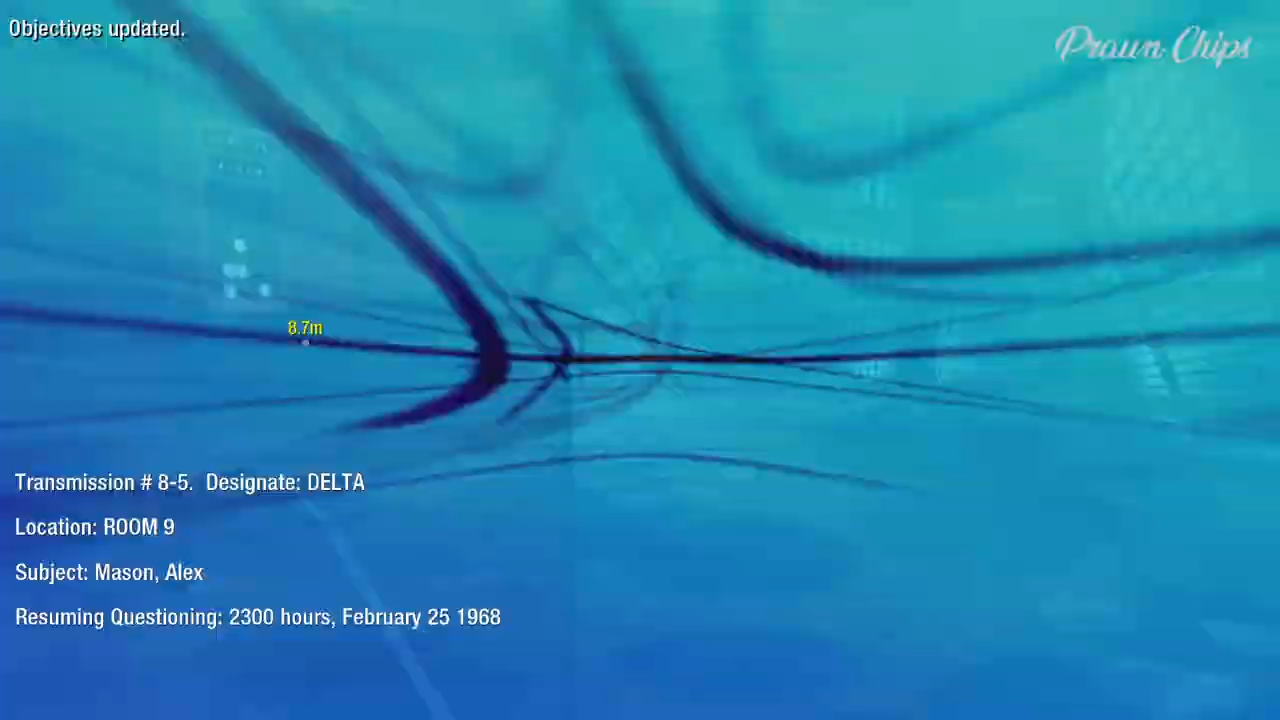 Objectives updated.
Prawn Chips
8.7m
Transmission # 8-5.  Designate: DELTA
Location: ROOM 9
Subject: Mason, Alex
Resuming Questioning: 2300 hours, February 25 1968